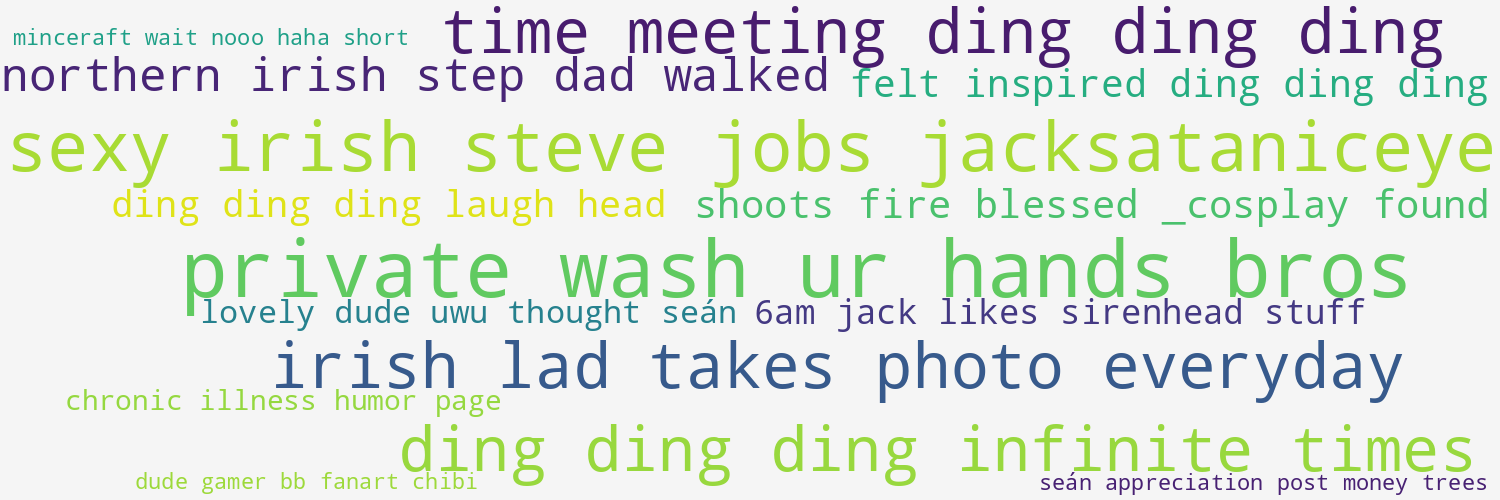 minceraft wait nooo haha short
time meeting ding ding ding
northern irish step dad walked
felt inspired ding ding ding
sexy irish steve jobs jacksataniceye
ding ding ding laugh head
shoots fire blessed _cosplay found
private wash ur hands bros
lovely dude uwu thought seán
6am jack likes sirenhead stuff
irish lad takes photo everyday
chronic illness humor page
ding ding ding infinite times
dude gamer bb fanart chibi
seán appreciation post money trees